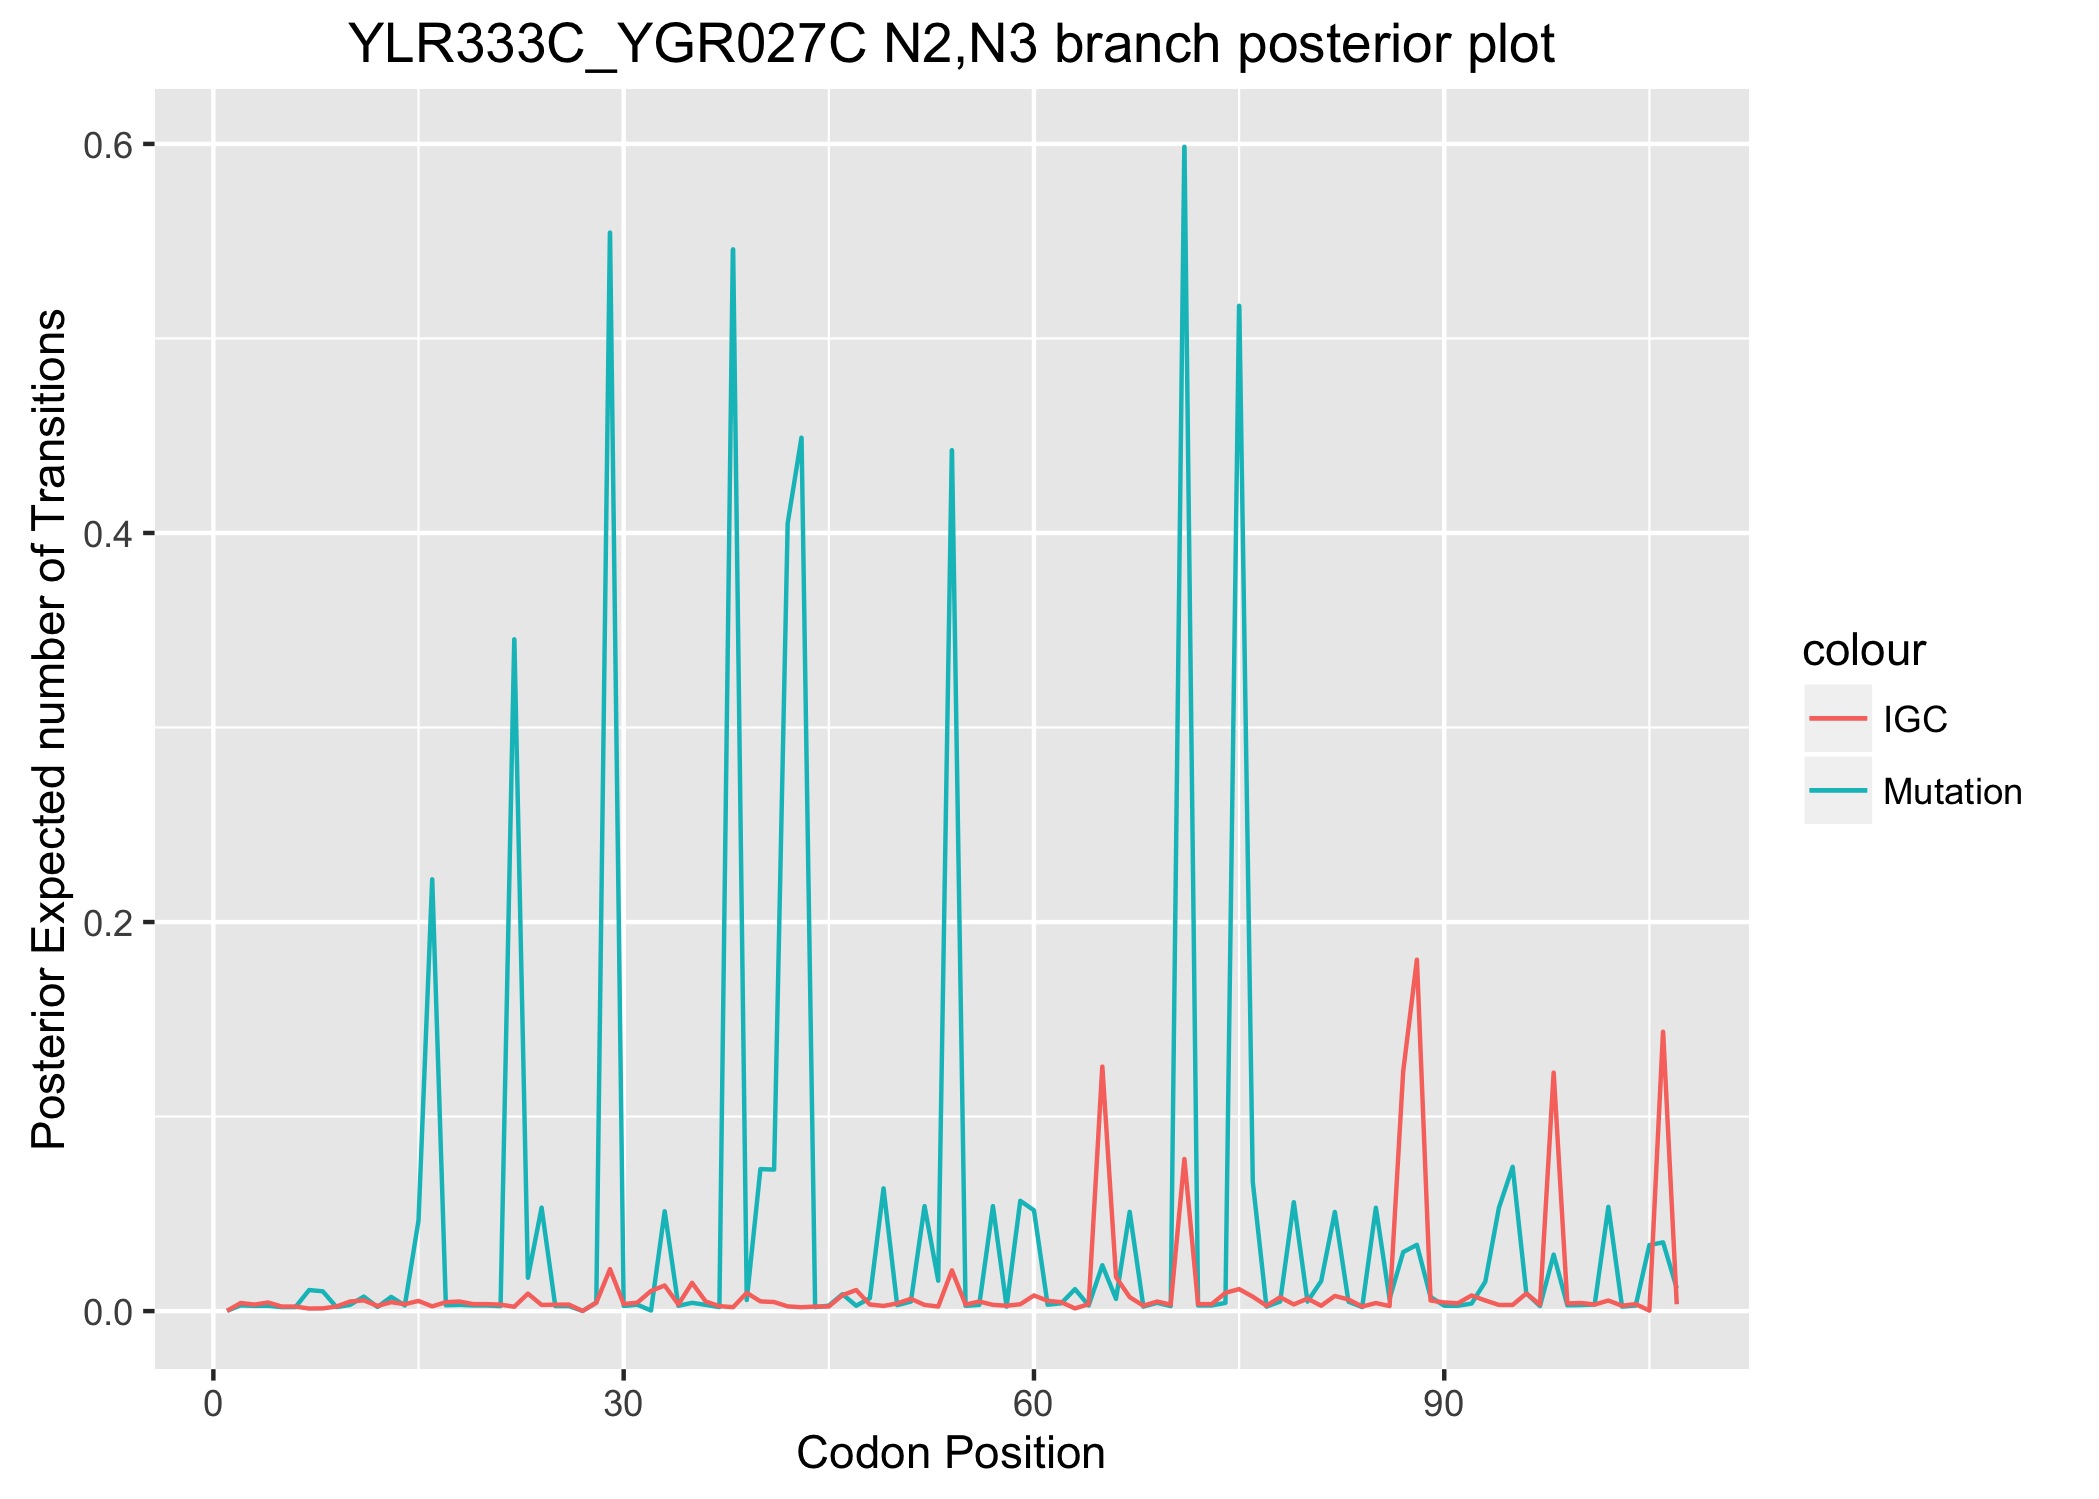 YLR333C_YGR027C N2,N3 branch posterior plot
Posterior Expected number of Transitions
0.6
0.4
0.2
0.0
0 30 60 90
Codon Position
colour
IGC
Mutation